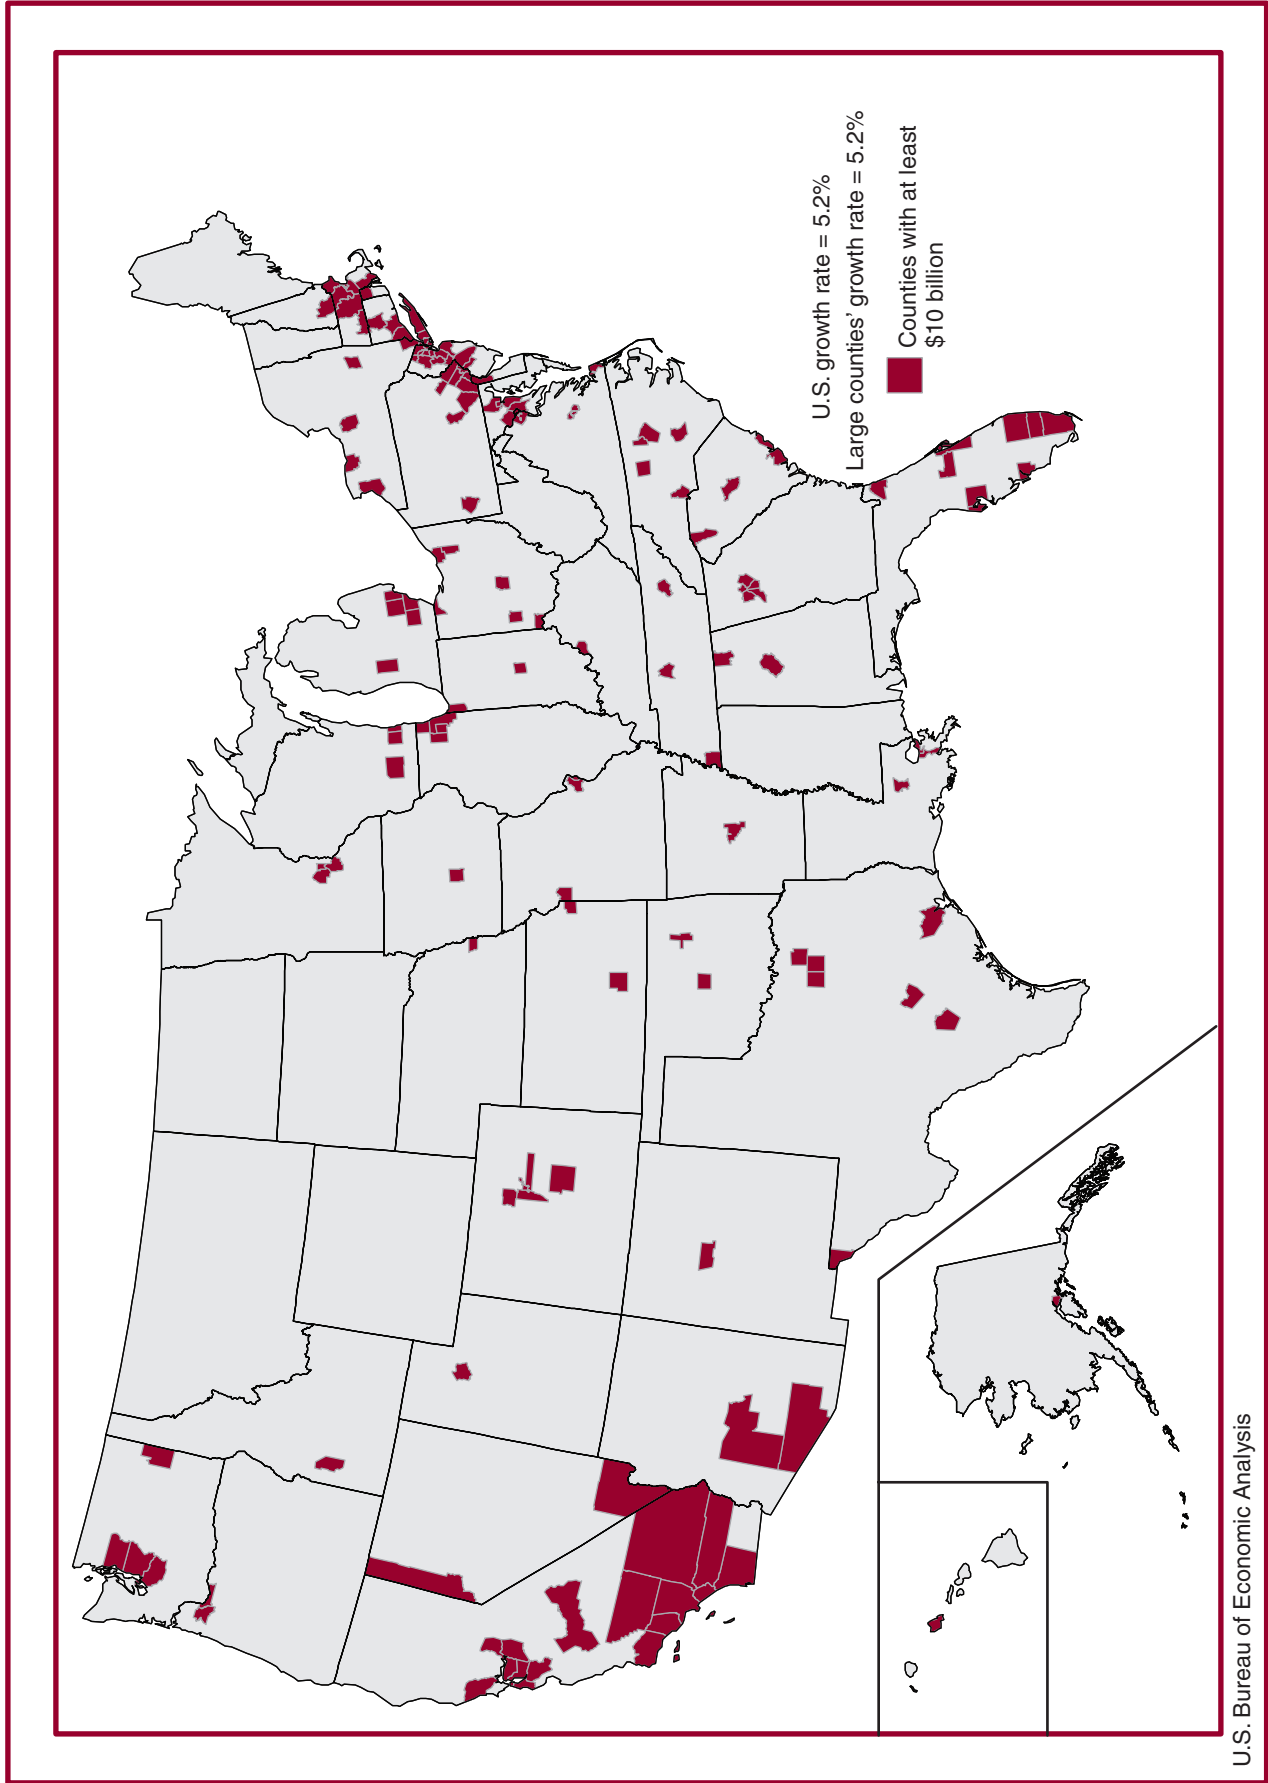 U.S. growth rate = 5.2%
Large counties’ growth rate = 5.2%
Counties with at least
$10 billion
U.S. Bureau of Economic Analysis